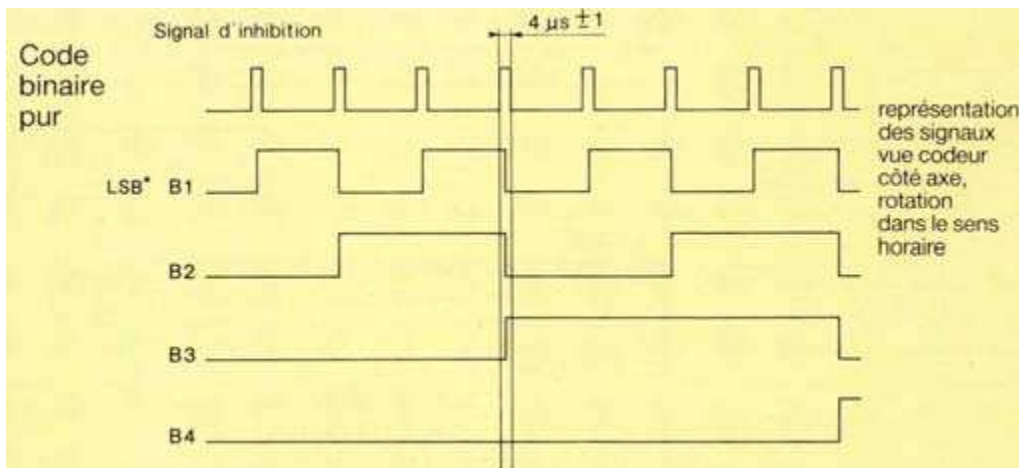 Signal d'inhibition
4 µs ±1
Code
binaire
pur
représentation
des signaux
vue codeur
côté axe,
rotation
dans le sens
horaire
LSB* B1
B2
B3
B4